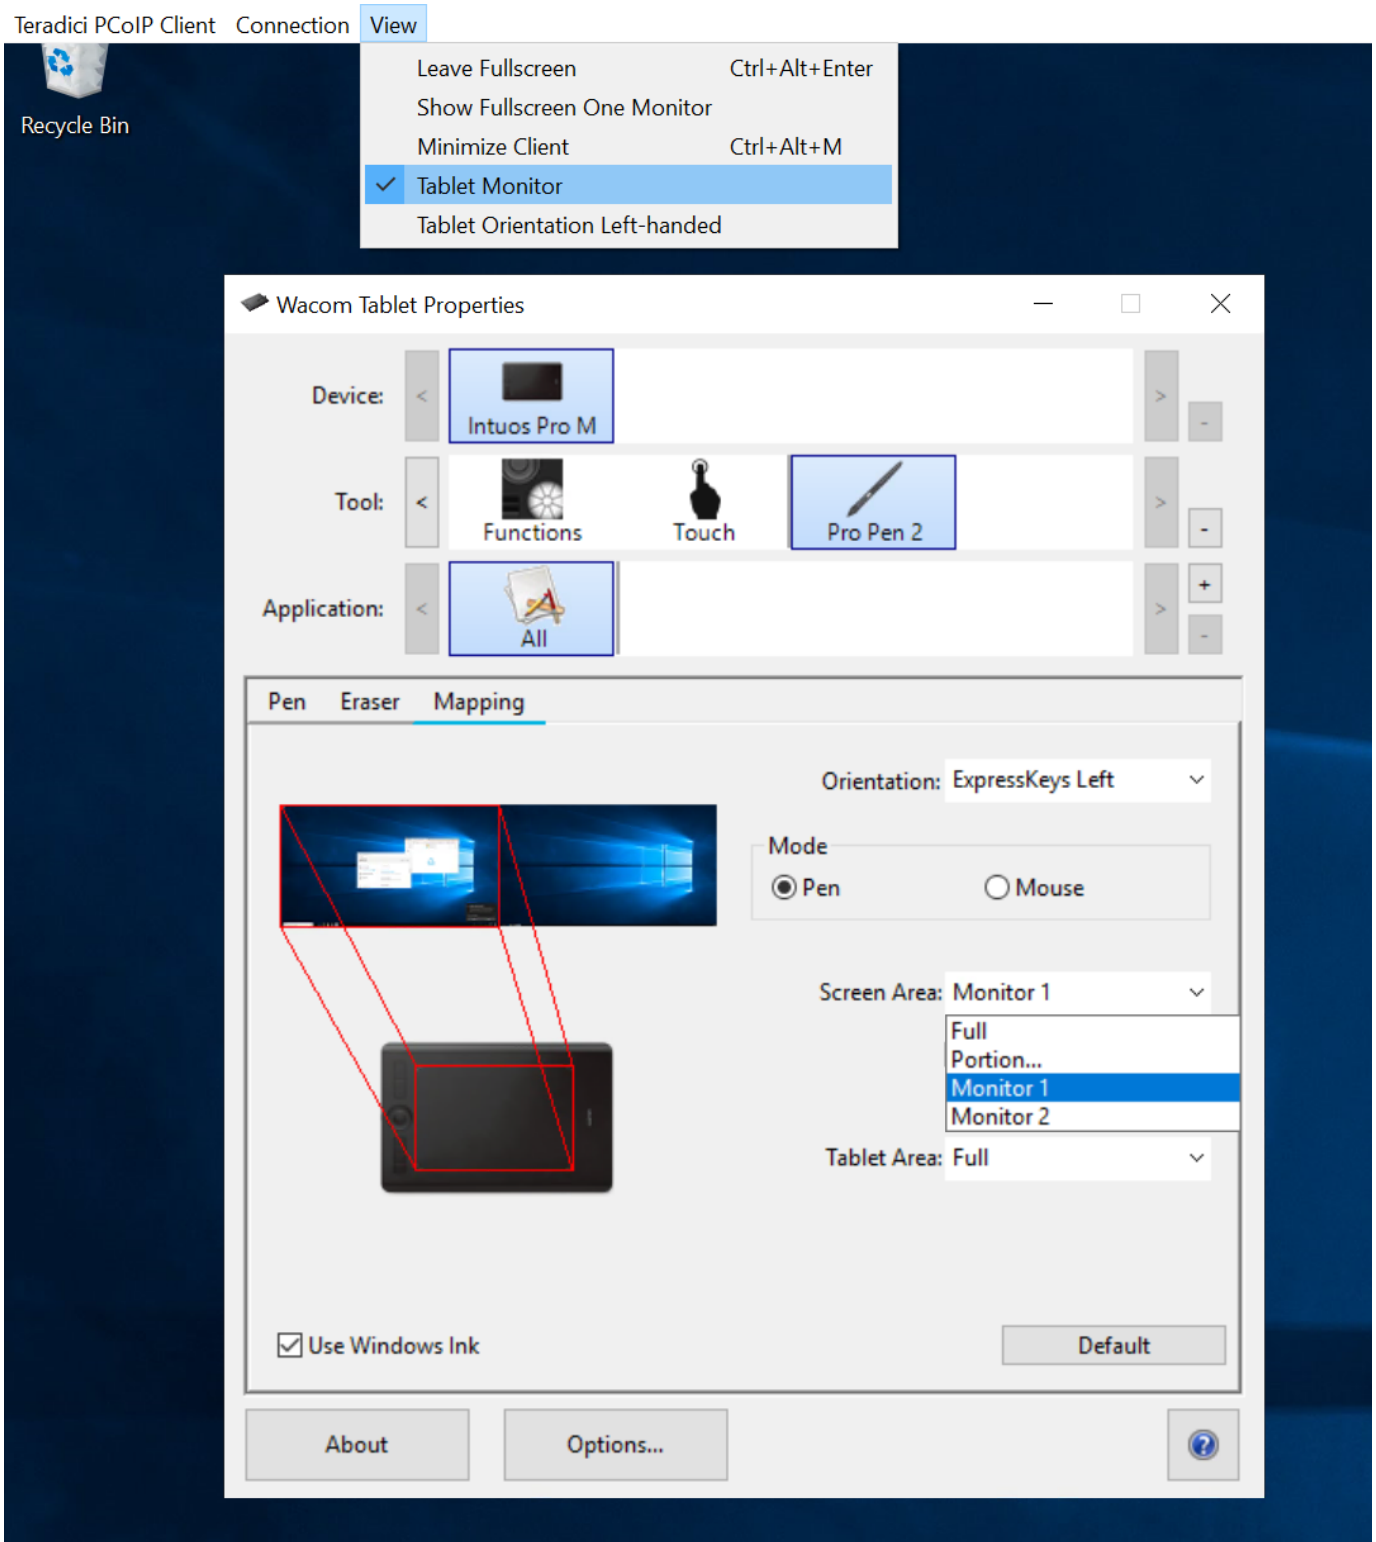 Teradici PCoIP Client Connection View
Leave Fullscreen Ctrl+Alt+Enter
Show Fullscreen One Monitor
Minimize Client Ctrl+Alt+M
Tablet Monitor
Tablet Orientation Left-handed
Recycle Bin
Wacom Tablet Properties
Device: < Intuos Pro M > -
Tool: < Functions Touch Pro Pen 2 > -
Application: < All > + -
Pen Eraser Mapping
Orientation: ExpressKeys Left
Mode
Pen Mouse
Screen Area: Monitor 1
Full
Portion...
Monitor 1
Monitor 2
Tablet Area: Full
Use Windows Ink Default
About Options... ?